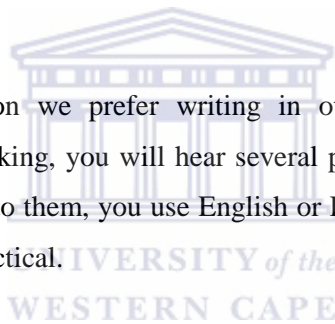 on we prefer writing in
king, you will hear several
o them, you use English or
ctical.
UNIVERSITY of the
WESTERN CAPE